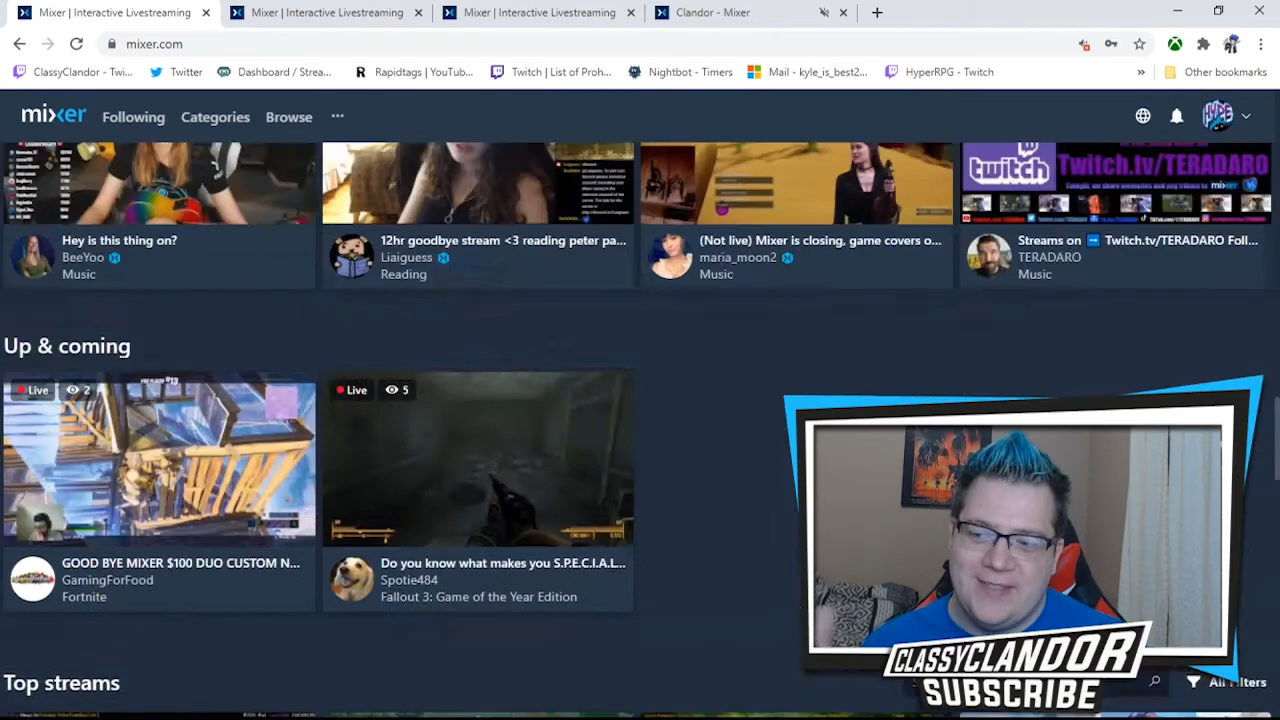 Mixer | Interactive Livestreaming
Mixer | Interactive Livestreaming
Mixer | Interactive Livestreaming
Clandor - Mixer
mixer.com
ClassyClandor - Twi...
Twitter
Dashboard / Strea...
Rapidtags | YouTub...
Twitch | List of Proh...
Nightbot - Timers
Mail - kyle_is_best2...
HyperRPG - Twitch
Other bookmarks
mixer
Following
Categories
Browse
HYPE
twitch
Twitch.tv/TERADARO
Hey is this thing on?
BeeYoo
Music
12hr goodbye stream <3 reading peter pa...
Liaiguess
Reading
(Not live) Mixer is closing, game covers o...
maria_moon2
Music
Streams on ➡ Twitch.tv/TERADARO Foll...
TERADARO
Music
Up & coming
Live 2
Live 5
GOOD BYE MIXER $100 DUO CUSTOM N...
GamingForFood
Fortnite
Do you know what makes you S.P.E.C.I.A.L...
Spotie484
Fallout 3: Game of the Year Edition
CLASSYCLANDOR
SUBSCRIBE
Top streams
All Filters